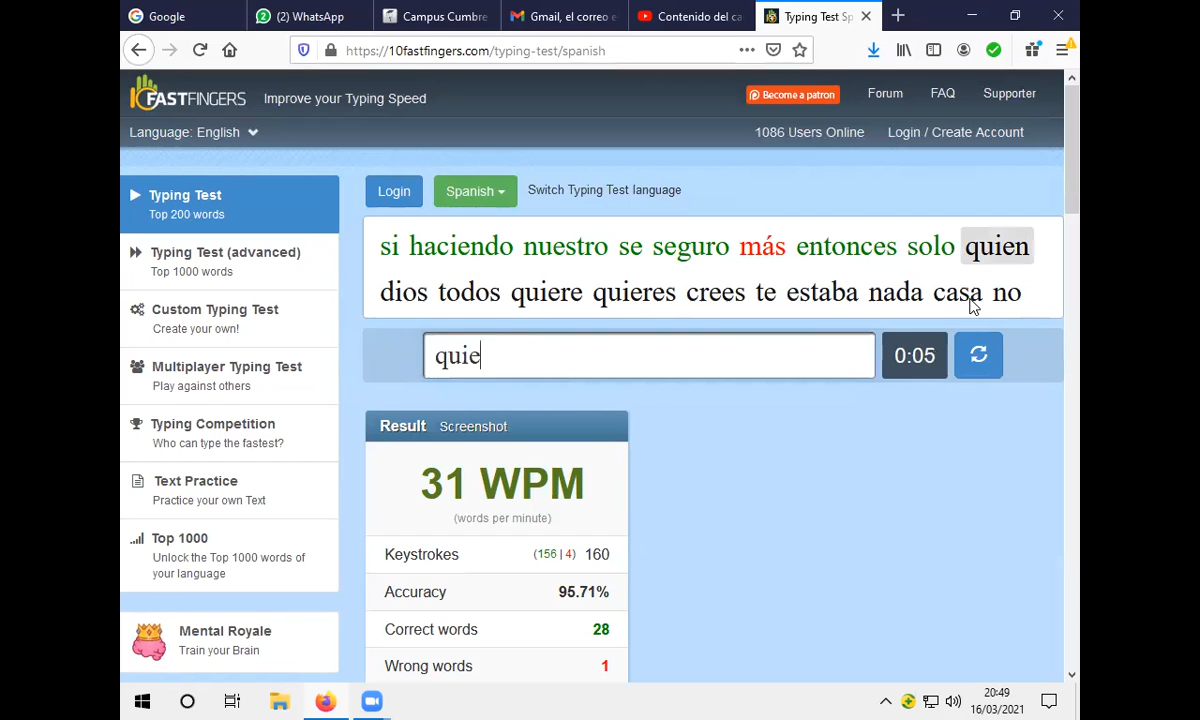 Google
(2) WhatsApp
Campus Cumbre
Gmail, el correo e
Contenido del ca
Typing Test Sp
https://10fastfingers.com/typing-test/spanish
10FASTFINGERS
Improve your Typing Speed
Become a patron
Forum
FAQ
Supporter
Language: English
1086 Users Online
Login / Create Account
Typing Test
Top 200 words
Typing Test (advanced)
Top 1000 words
Custom Typing Test
Create your own!
Multiplayer Typing Test
Play against others
Typing Competition
Who can type the fastest?
Text Practice
Practice your own Text
Top 1000
Unlock the Top 1000 words of
your language
Mental Royale
Train your Brain
Login
Spanish
Switch Typing Test language
si haciendo nuestro se seguro más entonces solo quien
dios todos quiere quieres crees te estaba nada casa no
quie
0:05
Result Screenshot
31 WPM
(words per minute)
Keystrokes (156 | 4) 160
Accuracy 95.71%
Correct words 28
Wrong words 1
20:49
16/03/2021